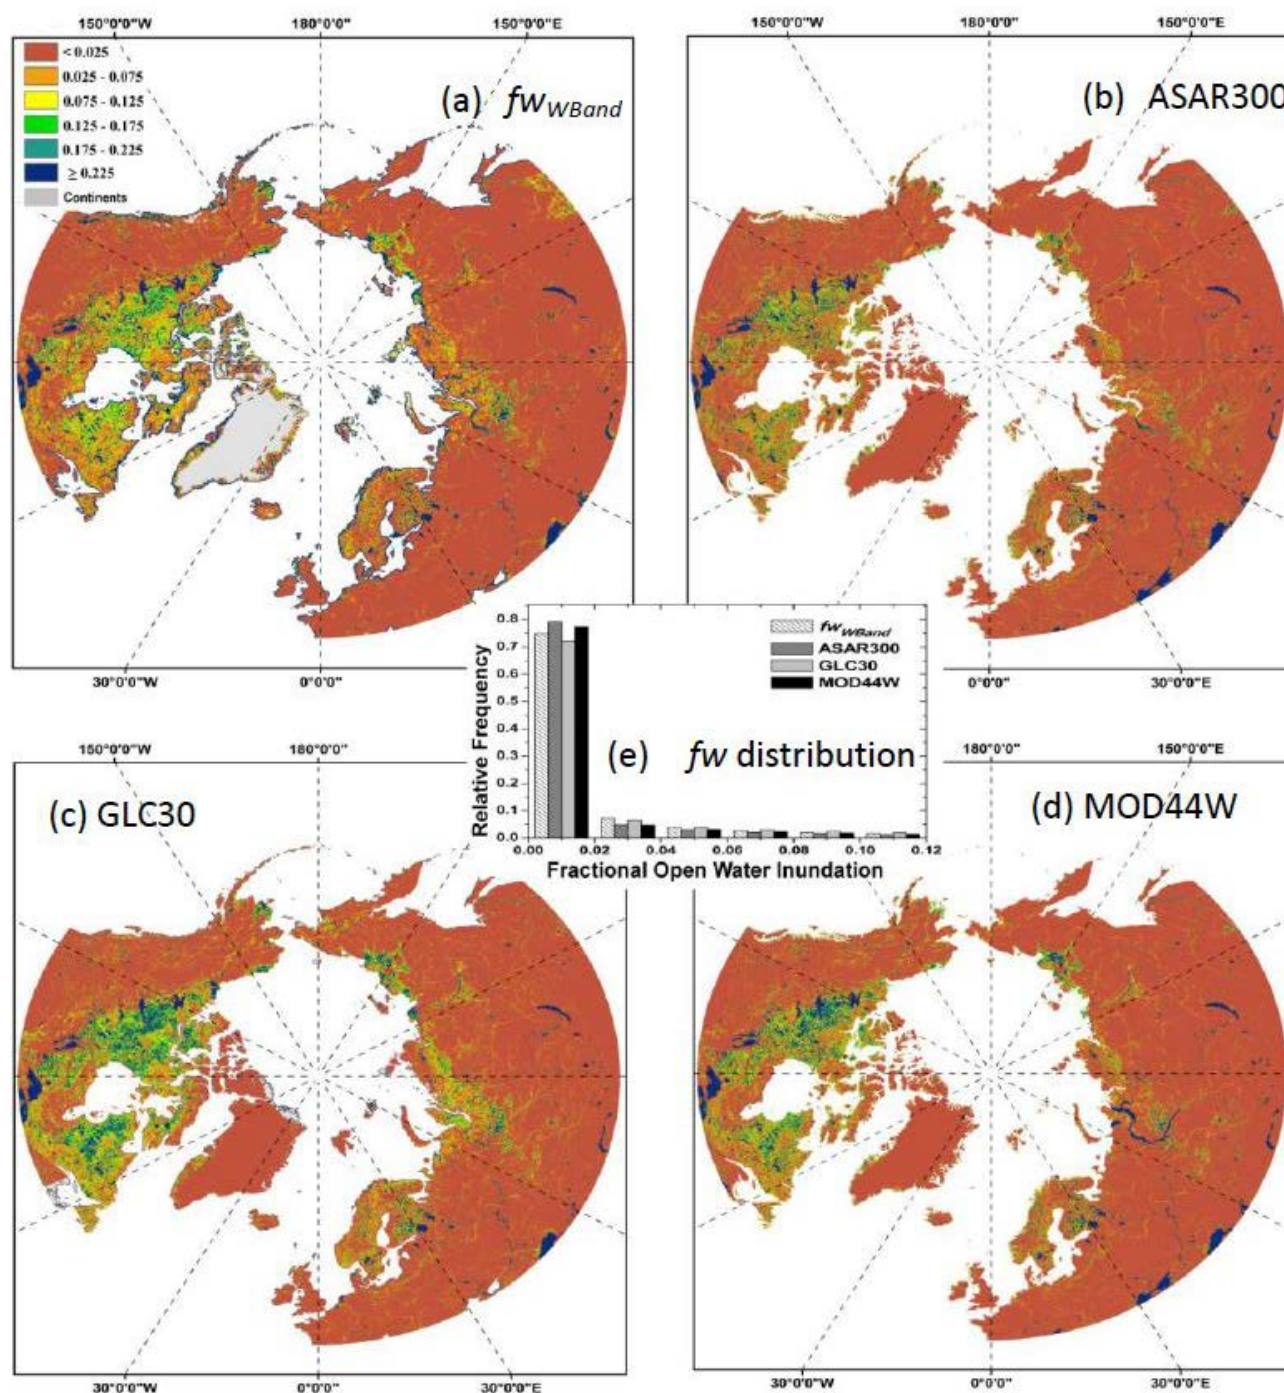 150°0'0"W 180°0'0" 150°0'0"E
< 0.025
0.025 - 0.075
0.075 - 0.125
0.125 - 0.175
0.175 - 0.225
≥ 0.225
Continents
(a) fwWBand
30°0'0"W 0°0'0"
150°0'0"W 180°0'0" 150°0'0"E
(b) ASAR300
0°0'0" 30°0'0"E
0.8
0.7
0.6
0.5
0.4
0.3
0.2
0.1
0.0
Relative Frequency
fwWBand
ASAR300
GLC30
MOD44W
(e) fw distribution
0.00 0.02 0.04 0.06 0.08 0.10 0.12
Fractional Open Water Inundation
150°0'0"W 180°0'0"
(c) GLC30
30°0'0"W 0°0'0" 30°0'0"E
180°0'0" 150°0'0"E
(d) MOD44W
30°0'0"W 0°0'0" 30°0'0"E